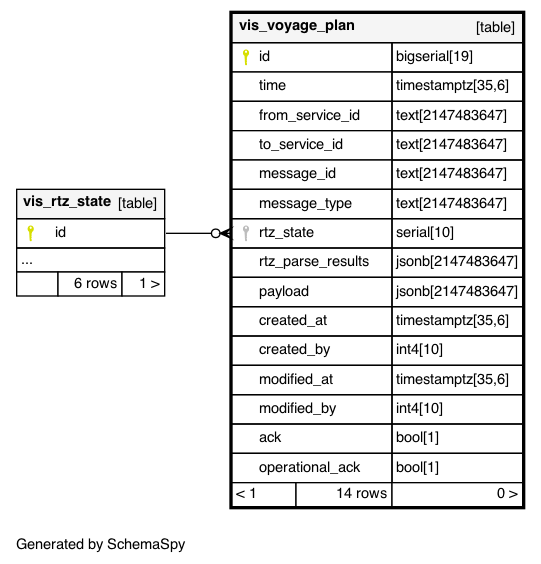 vis_voyage_plan [table]
id bigserial[19]
time timestamptz[35,6]
from_service_id text[2147483647]
to_service_id text[2147483647]
message_id text[2147483647]
message_type text[2147483647]
rtz_state serial[10]
rtz_parse_results jsonb[2147483647]
payload jsonb[2147483647]
created_at timestamptz[35,6]
created_by int4[10]
modified_at timestamptz[35,6]
modified_by int4[10]
ack bool[1]
operational_ack bool[1]
< 1 14 rows 0 >
vis_rtz_state [table]
id
...
6 rows 1 >
Generated by SchemaSpy